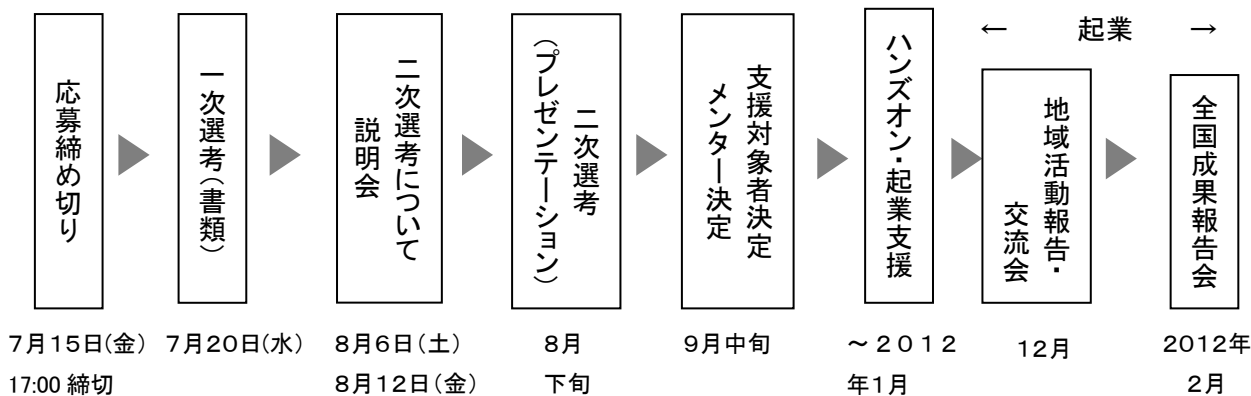 ← 起業 →
応募締め切り
一次選考(書類)
二次選考について
説明会
二次選考
(プレゼンテーション)
支援対象者決定
メンター決定
ハンズオン・起業支援
地域活動報告・
交流会
全国成果報告会
7月15日(金)
17:00 締切
7月20日(水)
8月6日(土)
8月12日(金)
8月
下旬
9月中旬
~2012
年1月
12月
2012年
2月